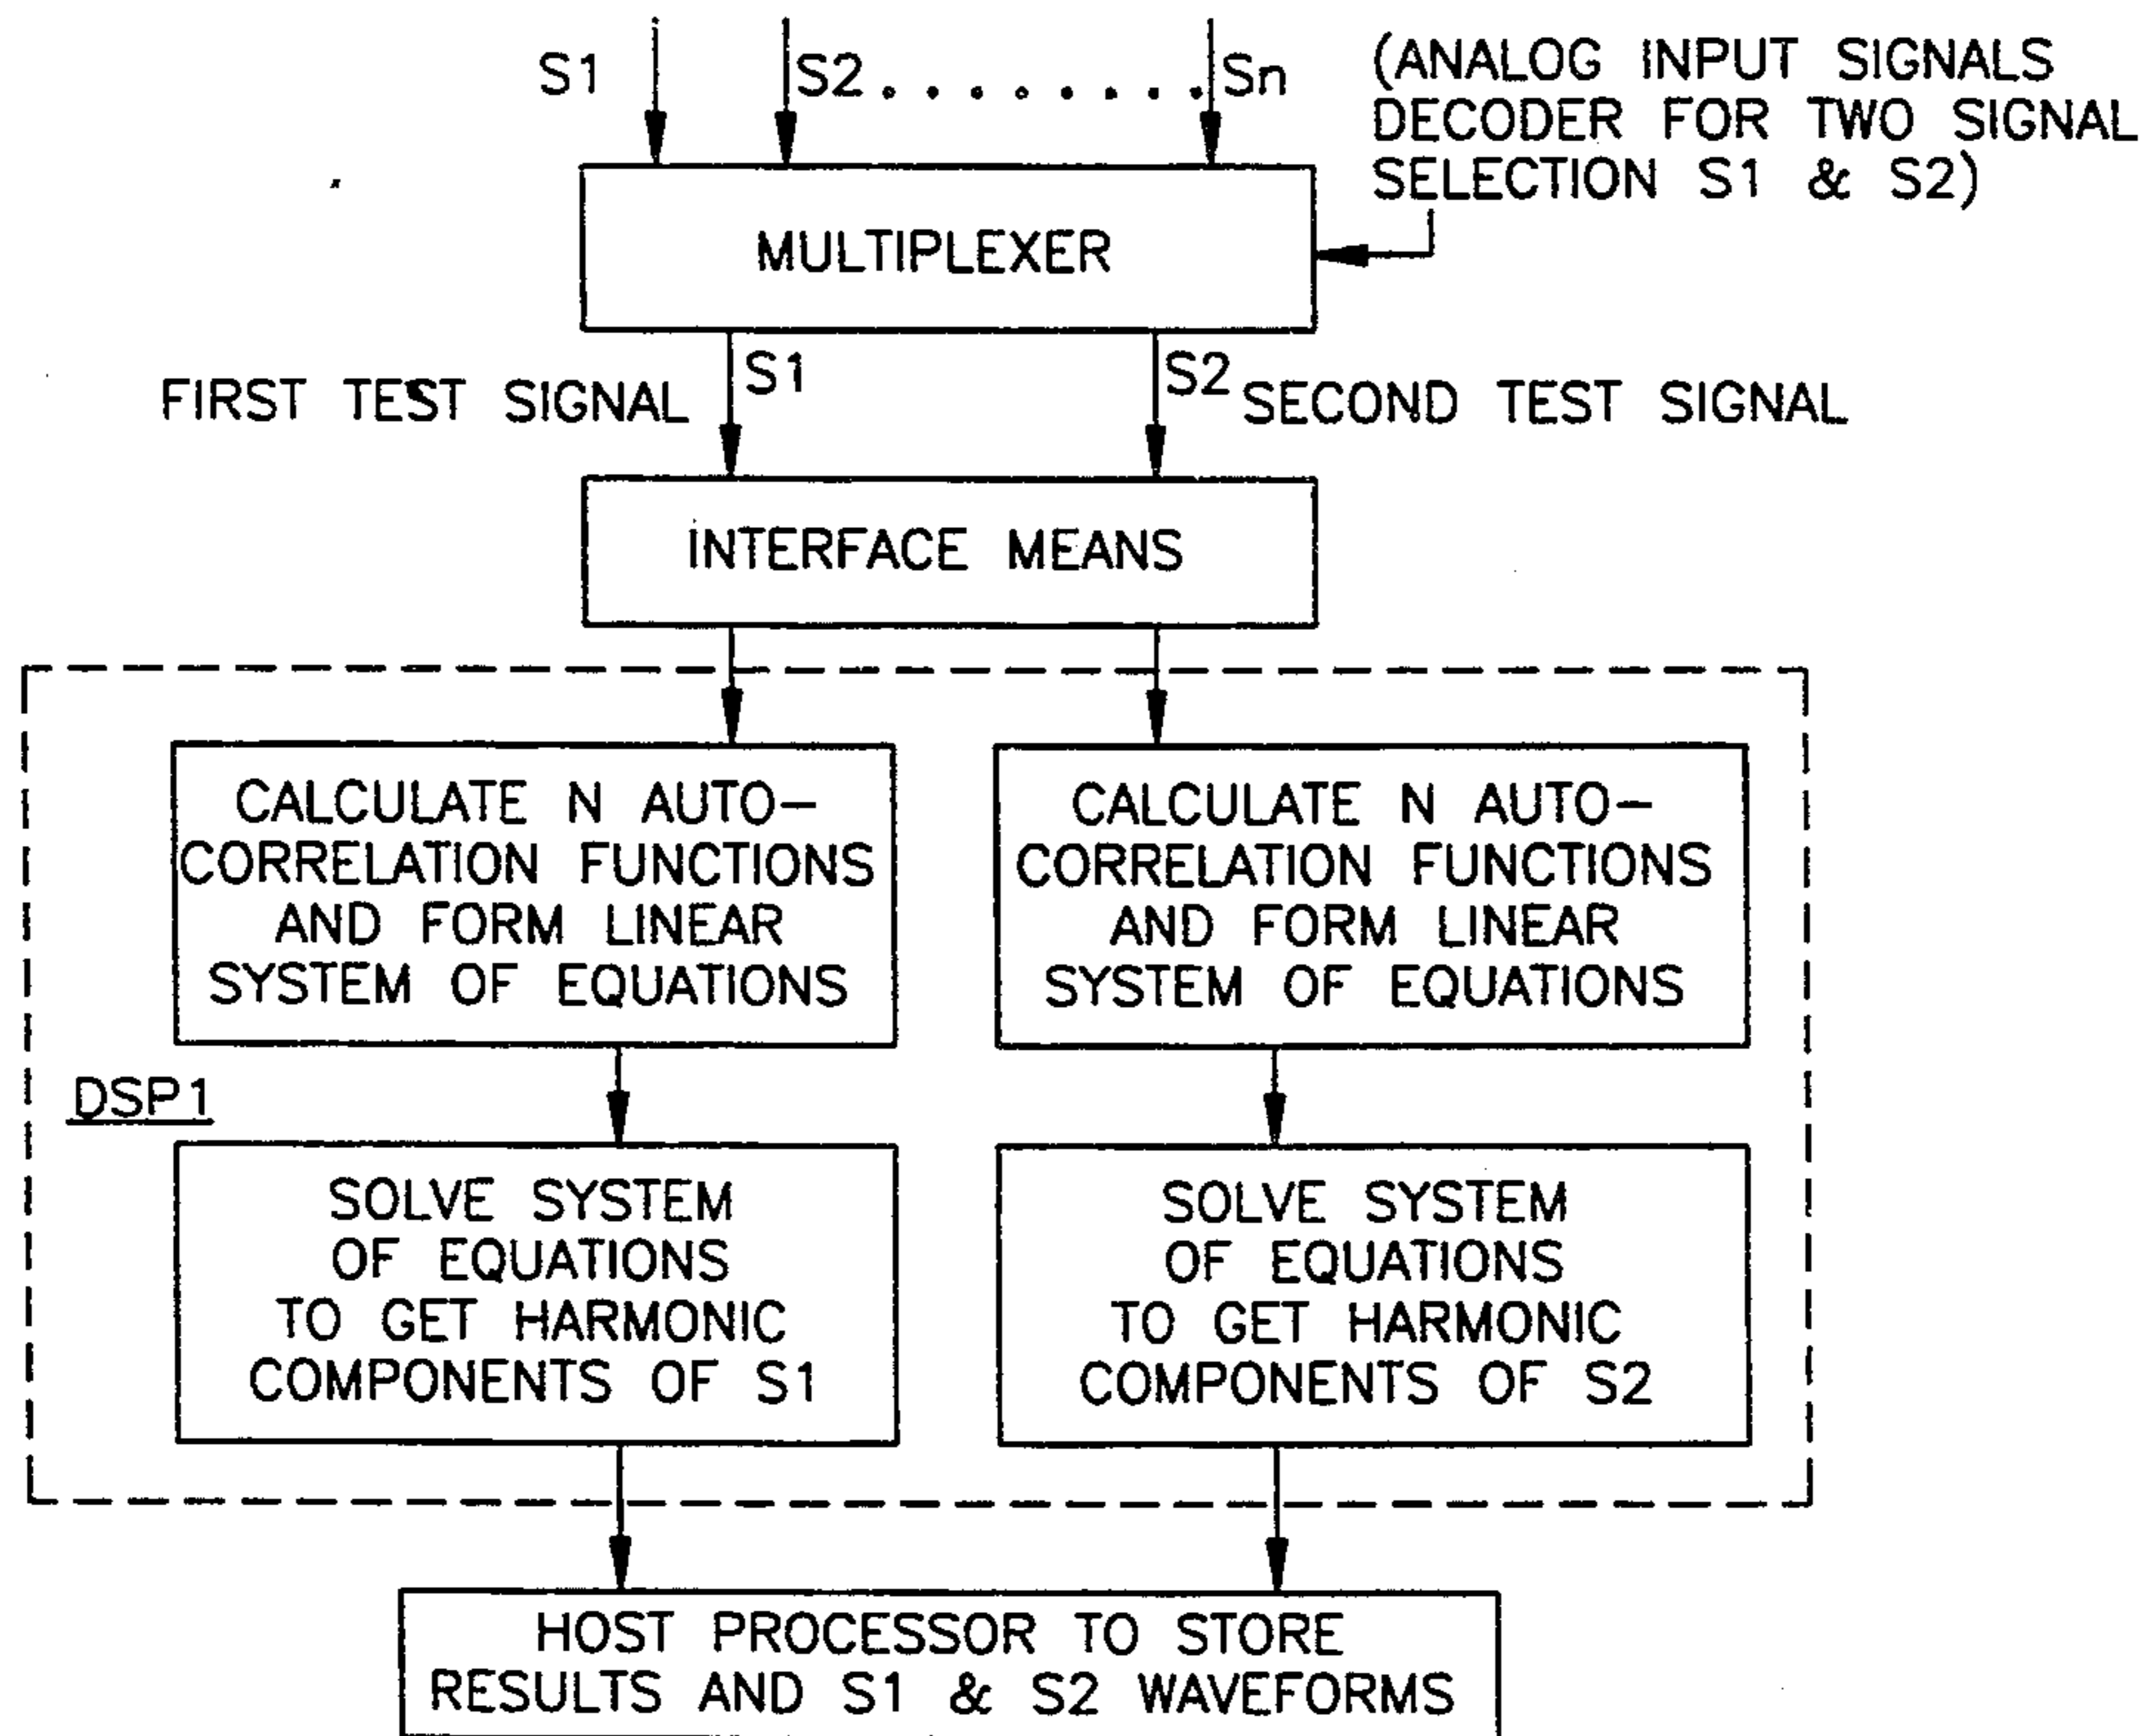 S1 S2 . . . . . . . . Sn
(ANALOG INPUT SIGNALS
DECODER FOR TWO SIGNAL
SELECTION S1 & S2)
MULTIPLEXER
FIRST TEST SIGNAL S1
S2 SECOND TEST SIGNAL
INTERFACE MEANS
CALCULATE N AUTO-
CORRELATION FUNCTIONS
AND FORM LINEAR
SYSTEM OF EQUATIONS
CALCULATE N AUTO-
CORRELATION FUNCTIONS
AND FORM LINEAR
SYSTEM OF EQUATIONS
DSP1
SOLVE SYSTEM
OF EQUATIONS
TO GET HARMONIC
COMPONENTS OF S1
SOLVE SYSTEM
OF EQUATIONS
TO GET HARMONIC
COMPONENTS OF S2
HOST PROCESSOR TO STORE
RESULTS AND S1 & S2 WAVEFORMS